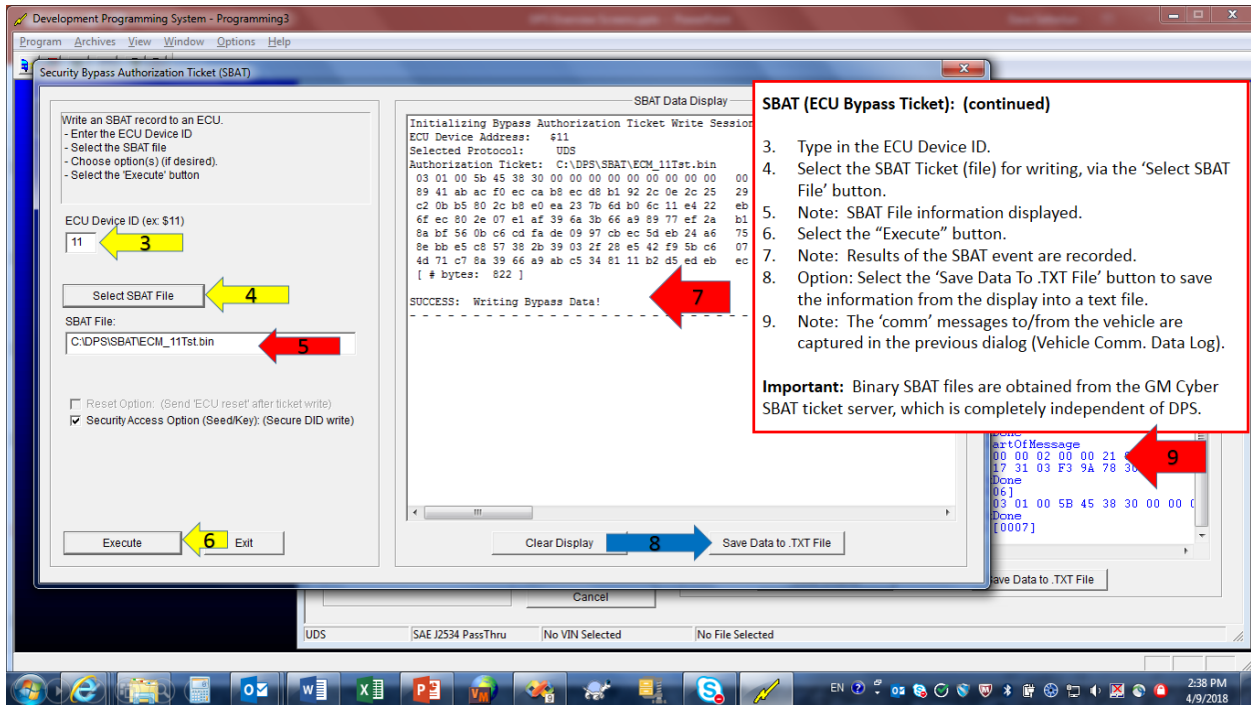 Development Programming System - Programming3
Program Archives View Window Options Help
Security Bypass Authorization Ticket (SBAT)
Write an SBAT record to an ECU.
- Enter the ECU Device ID
- Select the SBAT file
- Choose option(s) (if desired).
- Select the 'Execute' button
ECU Device ID (ex: $11)
11
3
Select SBAT File
4
SBAT File:
C:\DPS\SBAT\ECM_11Tst.bin
5
Reset Option: (Send 'ECU reset' after ticket write)
Security Access Option (Seed/Key): (Secure DID write)
Execute
6
Exit
SBAT Data Display
Initializing Bypass Authorization Ticket Write Session
ECU Device Address: $11
Selected Protocol: UDS
Authorization Ticket: C:\DPS\SBAT\ECM_11Tst.bin
03 01 00 5b 45 38 30 00 00 00 00 00 00 00 00 00 00
89 41 ab ac f0 ec ca b8 ec d8 b1 92 2c 0e 2c 25 29
c2 0b b5 80 2c b8 e0 ea 23 7b 6d b0 6c 11 e4 22 eb
6f ec 80 2e 07 e1 af 39 6a 3b 66 a9 89 77 ef 2a b1
8a bf 56 0b c6 cd fa de 09 97 cb ec 5d eb 24 a6 75
8e bb e5 c8 57 38 2b 39 03 2f 28 e5 42 f9 5b c6 07
4d 71 c7 8a 39 66 a9 ab c5 34 81 11 b2 d5 ed eb ec
[ # bytes: 822 ]
SUCCESS: Writing Bypass Data!
7
Clear Display
8
Save Data to .TXT File
SBAT (ECU Bypass Ticket): (continued)
3. Type in the ECU Device ID.
4. Select the SBAT Ticket (file) for writing, via the ‘Select SBAT
File’ button.
5. Note: SBAT File information displayed.
6. Select the “Execute” button.
7. Note: Results of the SBAT event are recorded.
8. Option: Select the ‘Save Data To .TXT File’ button to save
the information from the display into a text file.
9. Note: The ‘comm’ messages to/from the vehicle are
captured in the previous dialog (Vehicle Comm. Data Log).
Important: Binary SBAT files are obtained from the GM Cyber
SBAT ticket server, which is completely independent of DPS.
artOfMessage
00 00 02 00 00 21
17 31 03 F3 9A 78
9
Done
06]
03 01 00 5B 45 38 30 00 00
Done
[0007]
ave Data to .TXT File
Cancel
UDS
SAE J2534 PassThru
No VIN Selected
No File Selected
EN
2:38 PM
4/9/2018